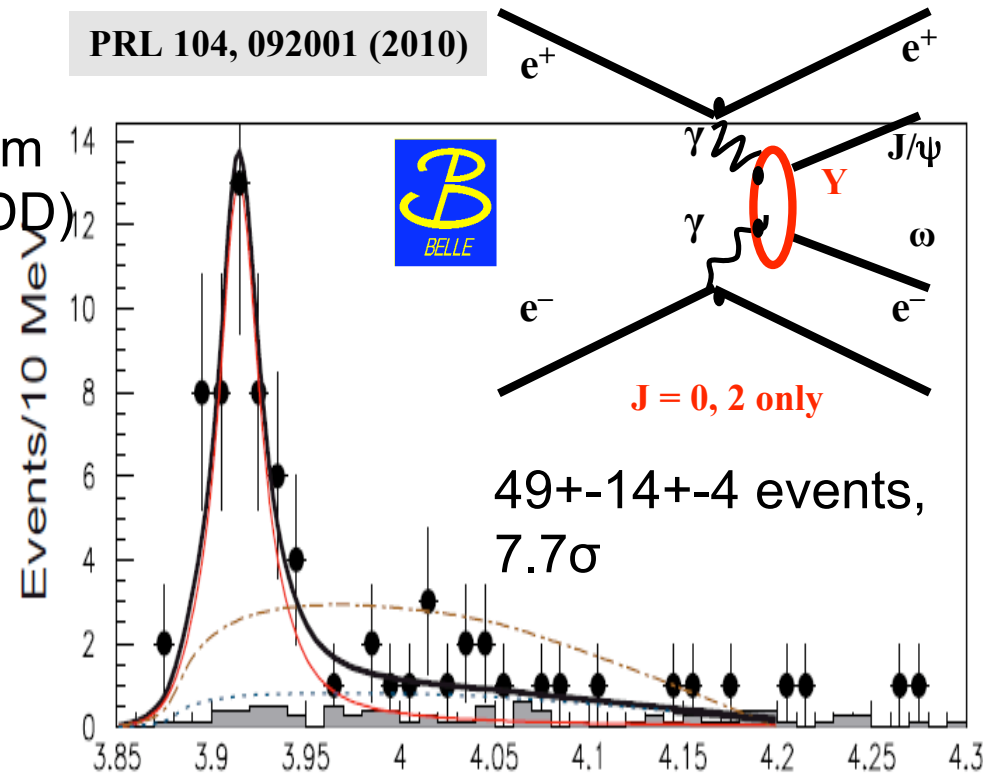 PRL 104, 092001 (2010)
e⁺
e⁺
m
DD)
BELLE
γ
J/ψ
Y
γ
ω
e⁻
e⁻
J = 0, 2 only
49+-14+-4 events,
7.7σ
Events/10 MeV
14
12
10
8
6
4
2
0
3.85 3.9 3.95 4 4.05 4.1 4.15 4.2 4.25 4.3